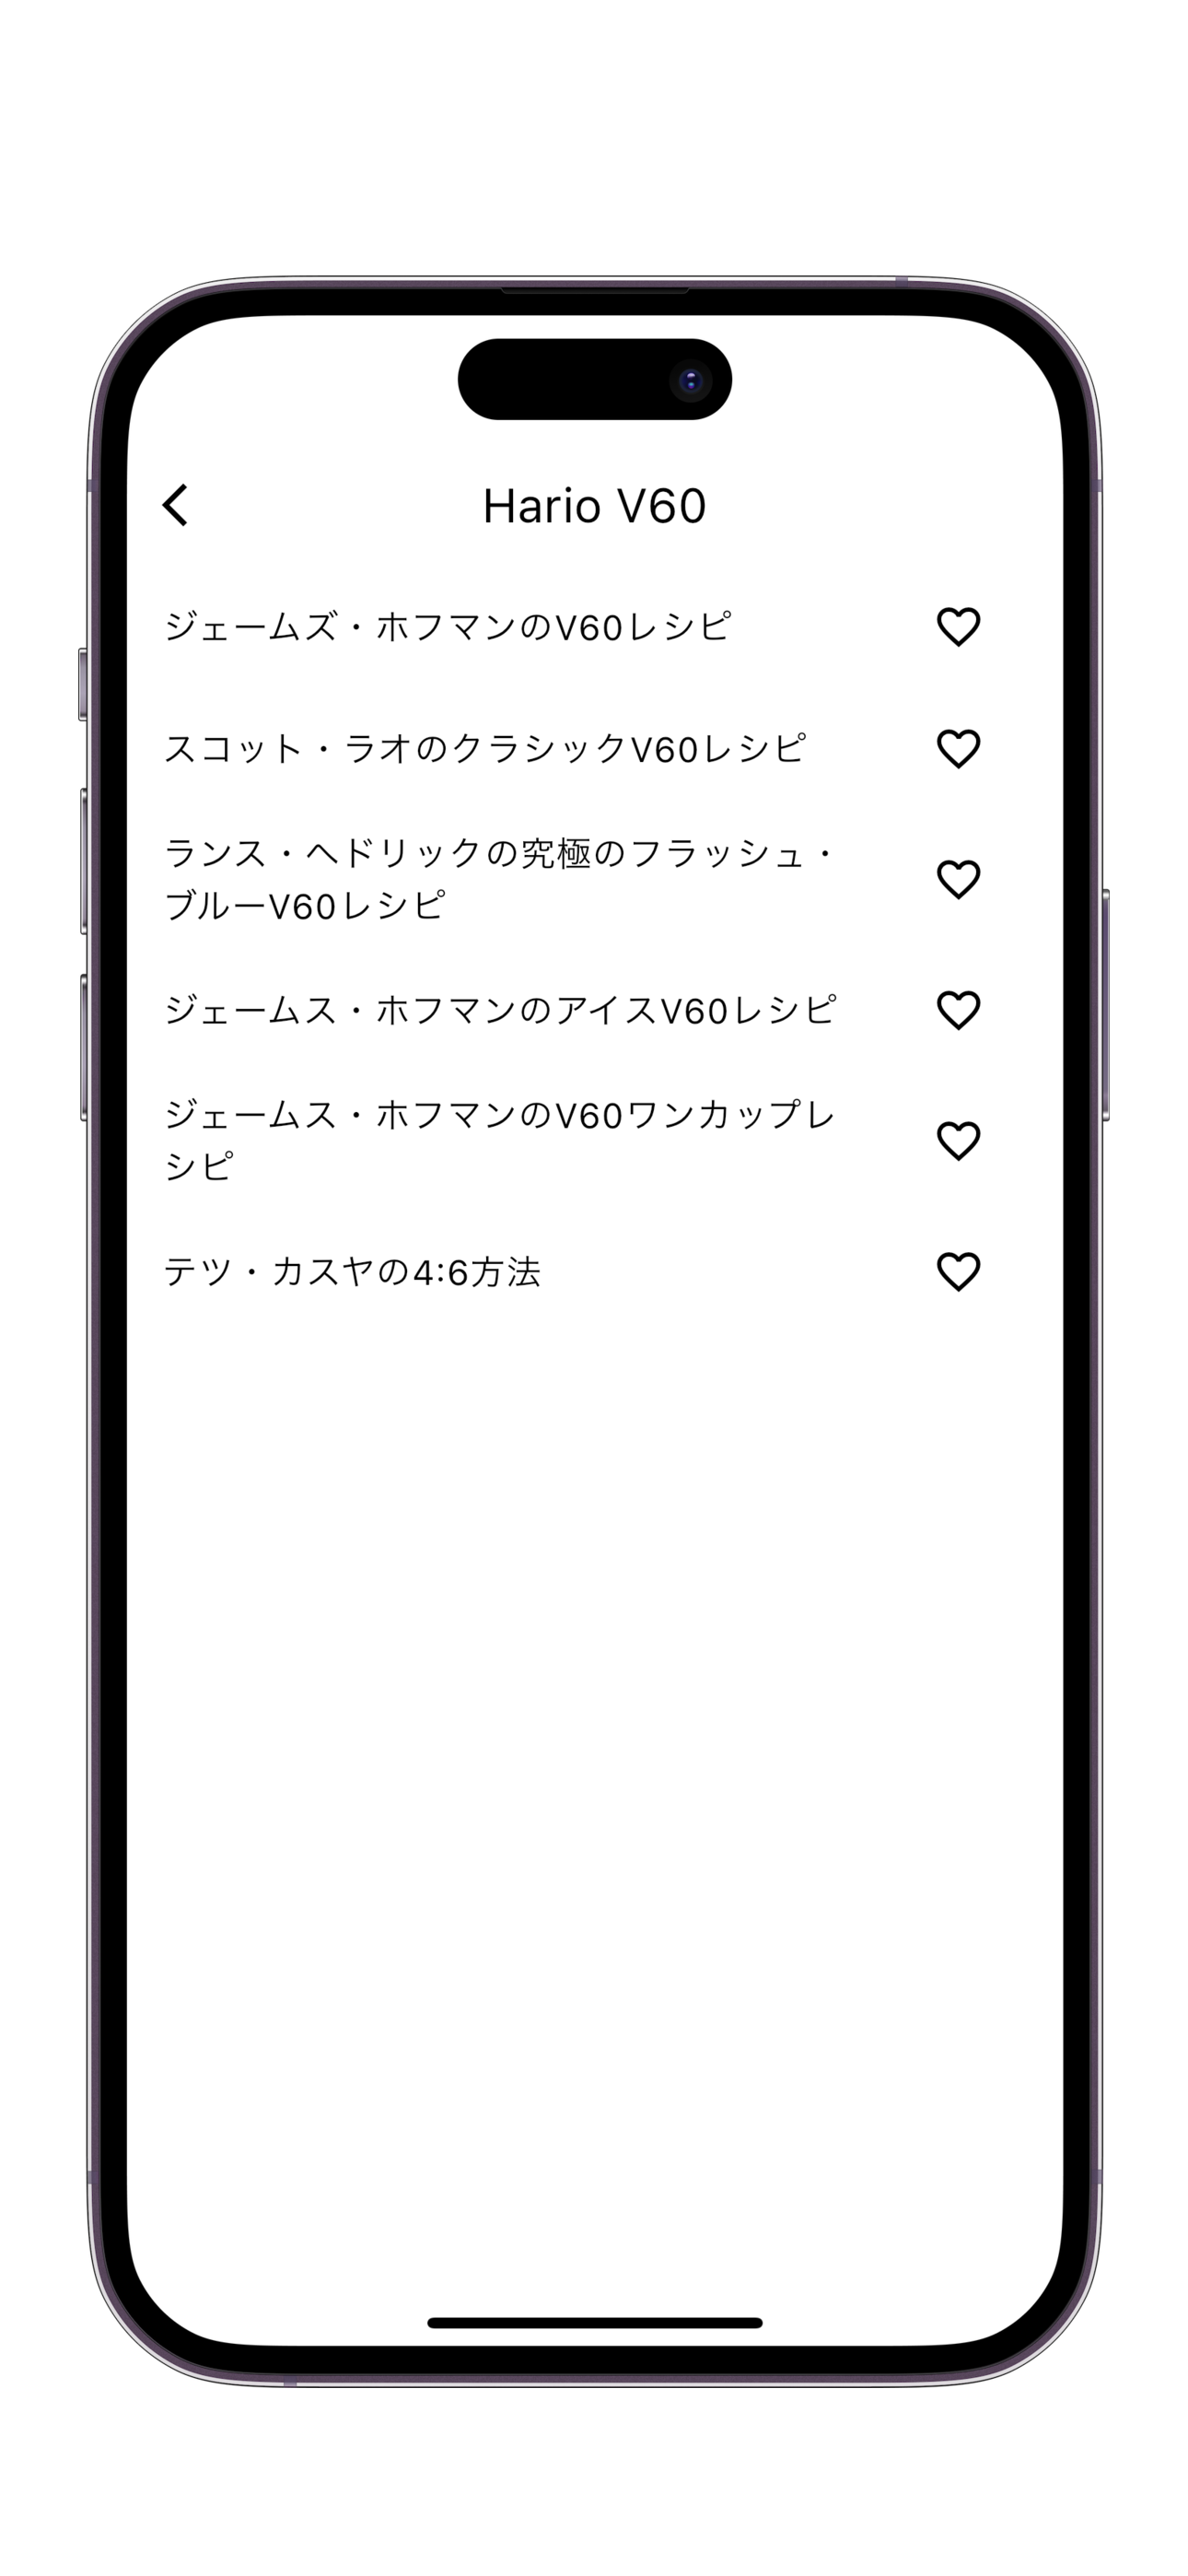 Hario V60
ジェームズ・ホフマンのV60レシピ
スコット・ラオのクラシックV60レシピ
ランス・ヘドリックの究極のフラッシュ・
ブルーV60レシピ
ジェームス・ホフマンのアイスV60レシピ
ジェームス・ホフマンのV60ワンカップレ
シピ
テツ・カスヤの4:6方法